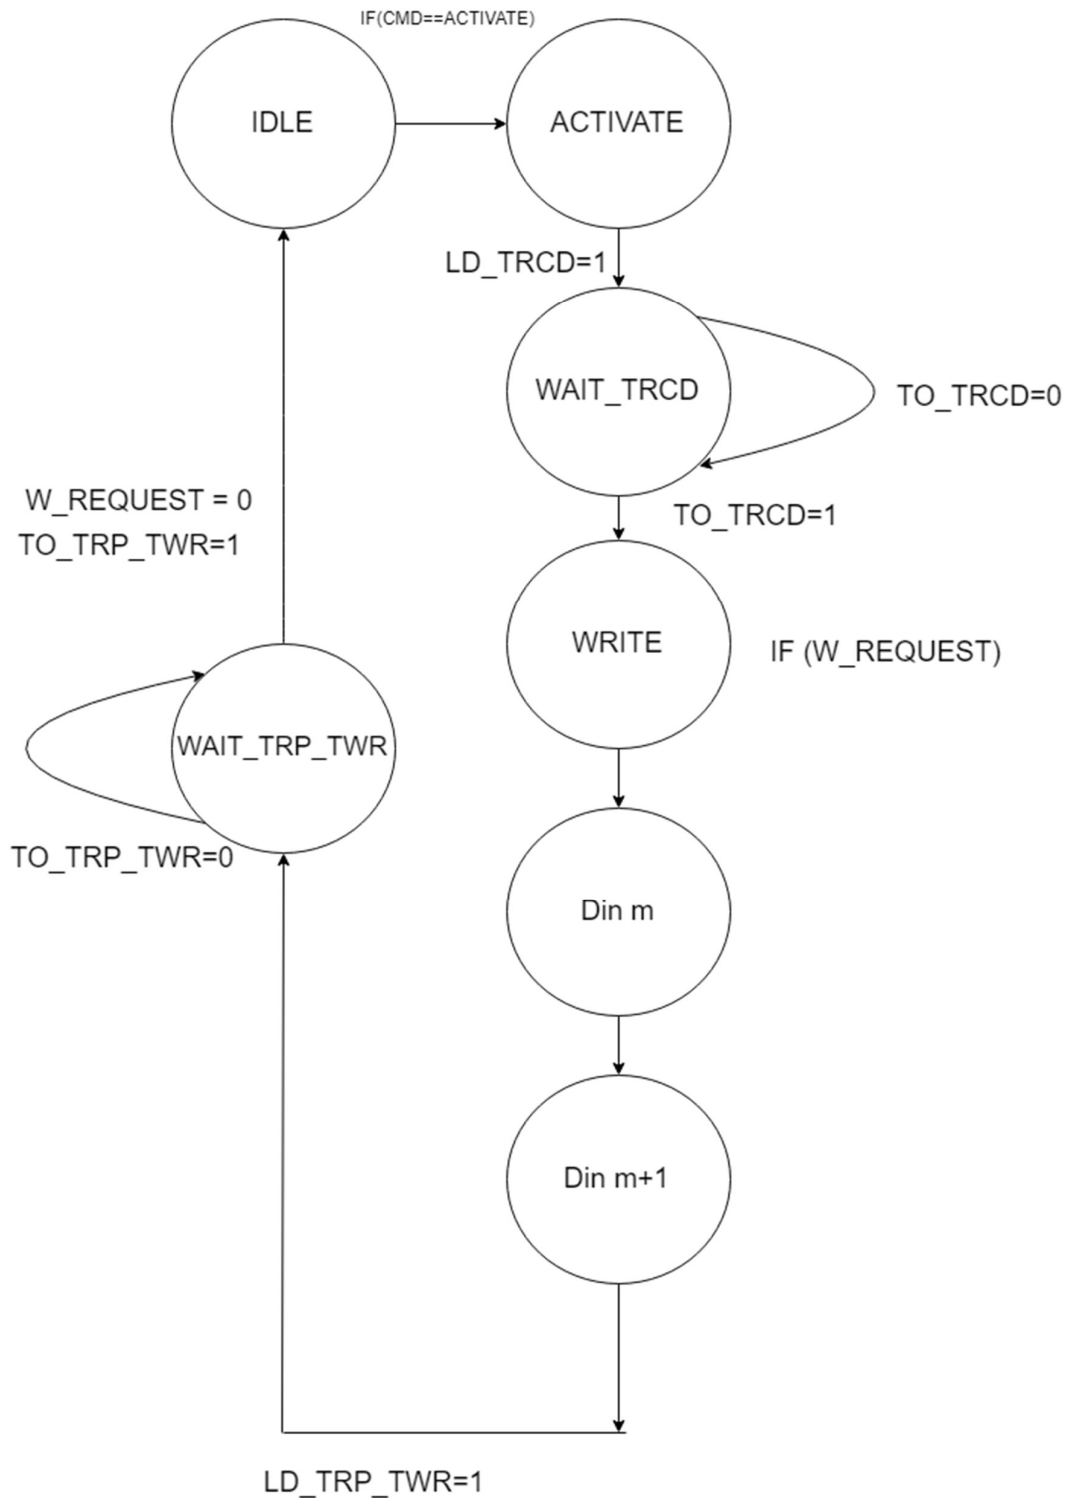 IF(CMD==ACTIVATE)
IDLE
ACTIVATE
LD_TRCD=1
WAIT_TRCD
TO_TRCD=0
W_REQUEST = 0
TO_TRP_TWR=1
TO_TRCD=1
WRITE
IF (W_REQUEST)
WAIT_TRP_TWR
TO_TRP_TWR=0
Din m
Din m+1
LD_TRP_TWR=1